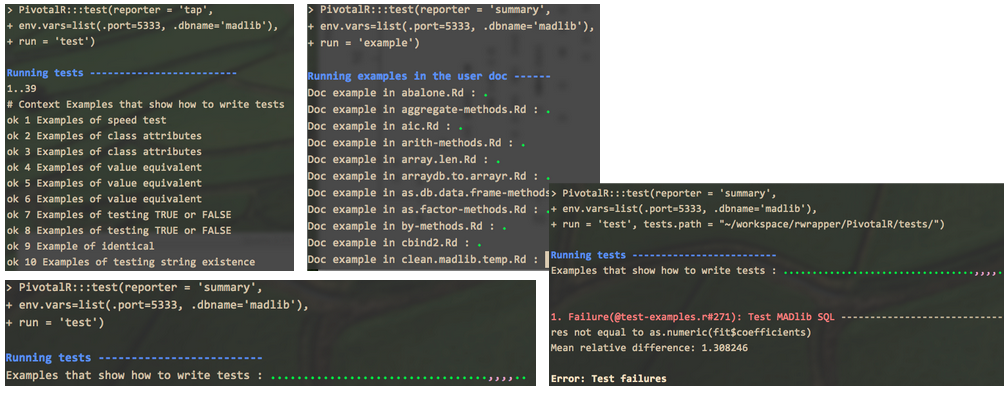 > PivotalR:::test(reporter = 'tap',
+ env.vars=list(.port=5333, .dbname='madlib'),
+ run = 'test')
Running tests --------------------------
1..39
# Context Examples that show how to write tests
ok 1 Examples of speed test
ok 2 Examples of class attributes
ok 3 Examples of class attributes
ok 4 Examples of value equivalent
ok 5 Examples of value equivalent
ok 6 Examples of value equivalent
ok 7 Examples of testing TRUE or FALSE
ok 8 Examples of testing TRUE or FALSE
ok 9 Example of identical
ok 10 Examples of testing string existence
> PivotalR:::test(reporter = 'summary',
+ env.vars=list(.port=5333, .dbname='madlib'),
+ run = 'example')
Running examples in the user doc ------
Doc example in abalone.Rd : .
Doc example in aggregate-methods.Rd : .
Doc example in aic.Rd : .
Doc example in arith-methods.Rd : .
Doc example in array.len.Rd : .
Doc example in arraydb.to.arrayr.Rd : .
Doc example in as.db.data.frame-methods
Doc example in as.factor-methods.Rd : .
Doc example in by-methods.Rd : .
Doc example in cbind2.Rd : .
Doc example in clean.madlib.temp.Rd :
> PivotalR:::test(reporter = 'summary',
+ env.vars=list(.port=5333, .dbname='madlib'),
+ run = 'test', tests.path = "~/workspace/rwrapper/PivotalR/tests/")
Running tests --------------------------
Examples that show how to write tests : ..................................,,,,.
1. Failure(@test-examples.r#271): Test MADlib SQL ----------------------------
res not equal to as.numeric(fit$coefficients)
Mean relative difference: 1.308246
Error: Test failures
> PivotalR:::test(reporter = 'summary',
+ env.vars=list(.port=5333, .dbname='madlib'),
+ run = 'test')
Running tests --------------------------
Examples that show how to write tests : ..................................,,,,..